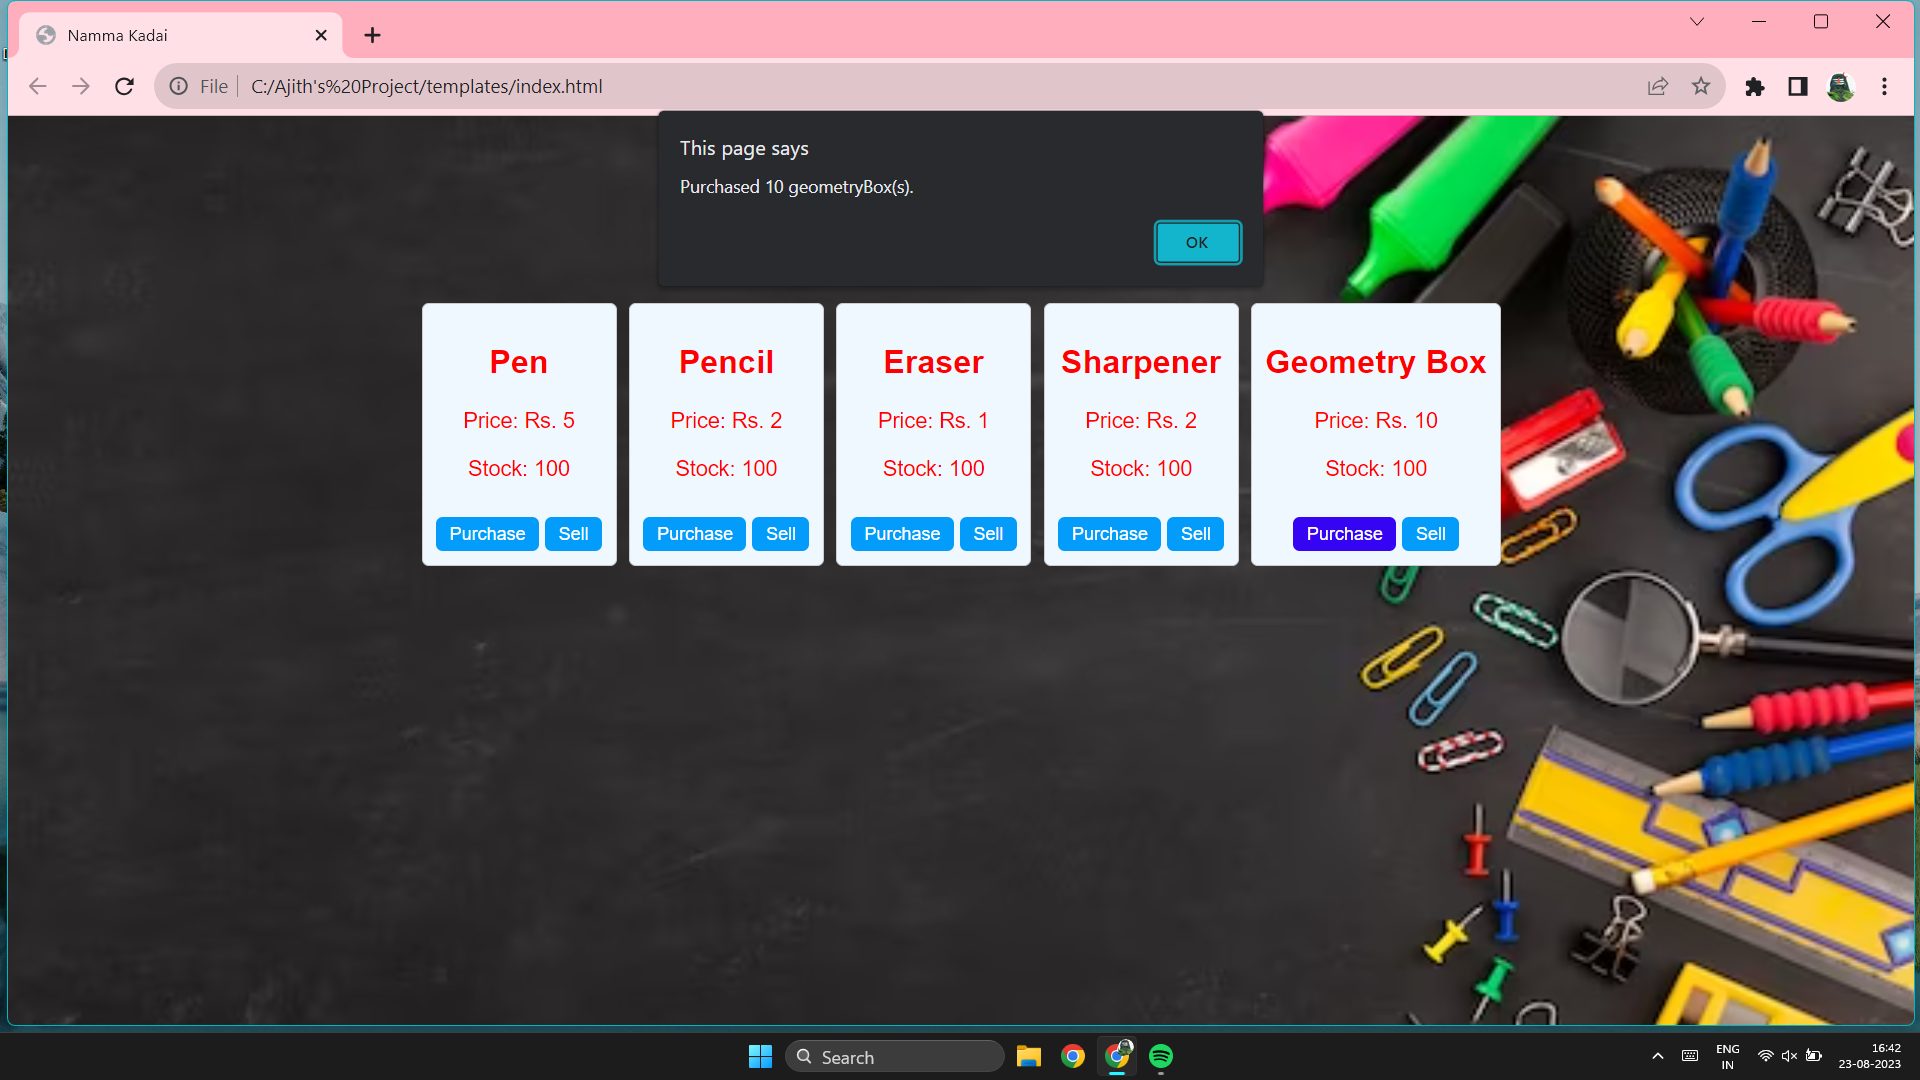 Namma Kadai
File
C:/Ajith's%20Project/templates/index.html
This page says
Purchased 10 geometryBox(s).
OK
Pen
Price: Rs. 5
Stock: 100
Purchase Sell
Pencil
Price: Rs. 2
Stock: 100
Purchase Sell
Eraser
Price: Rs. 1
Stock: 100
Purchase Sell
Sharpener
Price: Rs. 2
Stock: 100
Purchase Sell
Geometry Box
Price: Rs. 10
Stock: 100
Purchase Sell
Search
ENG
IN
16:42
23-08-2023